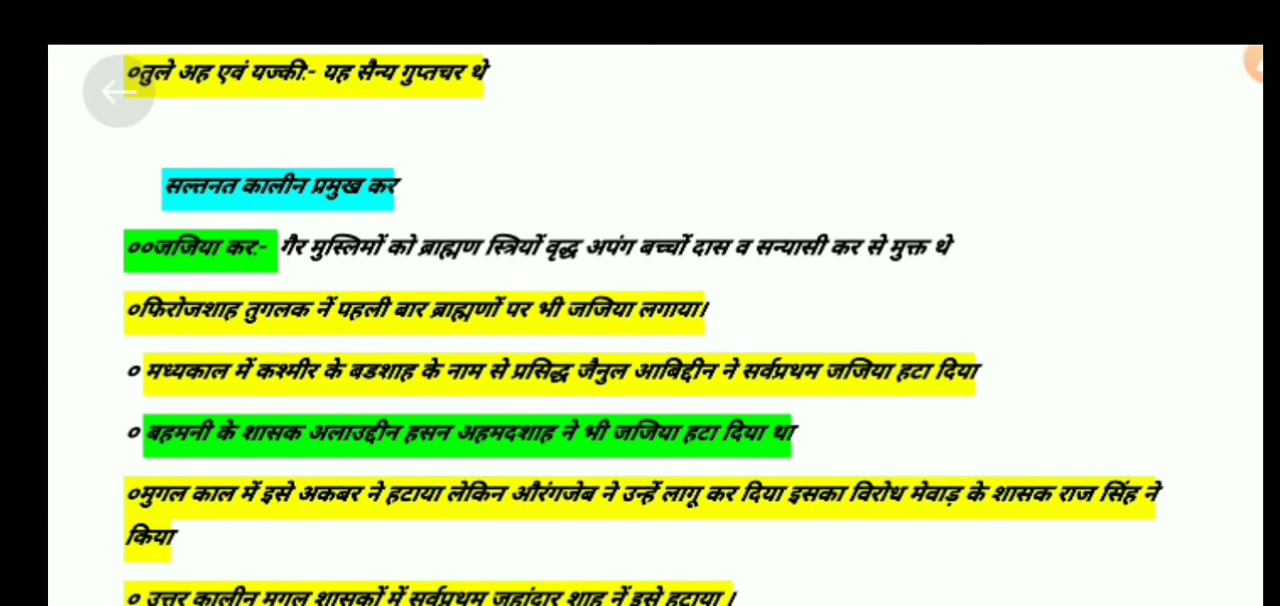 ०तुले अह एवं यज्की:- यह सैन्य गुप्तचर थे
सल्तनत कालीन प्रमुख कर
००जजिया कर:- गैर मुस्लिमों को ब्राह्मण स्त्रियों वृद्ध अपंग बच्चों दास व सन्यासी कर से मुक्त थे
०फिरोजशाह तुगलक नें पहली बार ब्राह्मणों पर भी जजिया लगाया।
० मध्यकाल में कश्मीर के बडशाह के नाम से प्रसिद्ध जैनुल आबिद्दीन ने सर्वप्रथम जजिया हटा दिया
० बहमनी के शासक अलाउद्दीन हसन अहमदशाह ने भी जजिया हटा दिया था
०मुगल काल में इसे अकबर ने हटाया लेकिन औरंगजेब ने उन्हें लागू कर दिया इसका विरोध मेवाड़ के शासक राज सिंह ने
किया
० उत्तर कालीन मुगल शासकों में सर्वप्रथम जहांदार शाह नें इसे हटाया ।